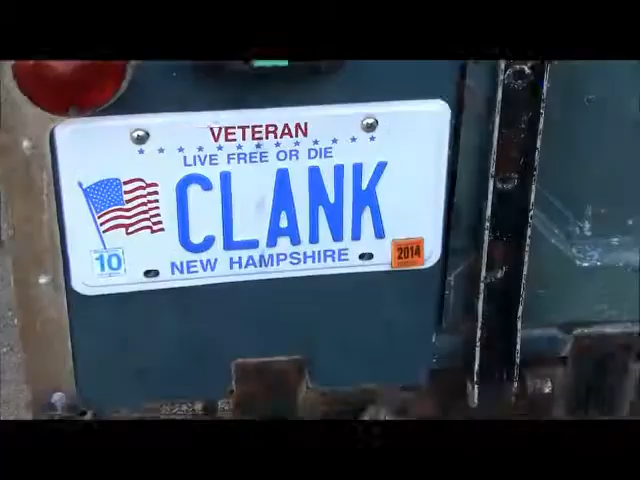 VETERAN
LIVE FREE OR DIE
CLANK
10
2014
NEW HAMPSHIRE